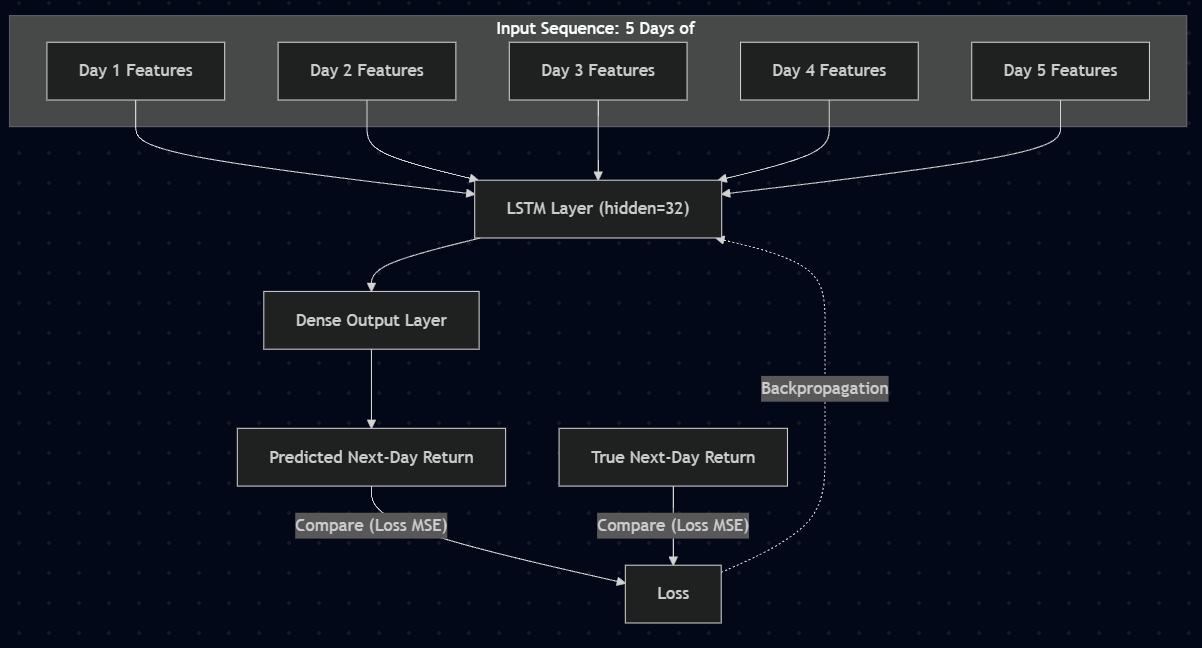 Input Sequence: 5 Days of
Day 1 Features
Day 2 Features
Day 3 Features
Day 4 Features
Day 5 Features
LSTM Layer (hidden=32)
Dense Output Layer
Backpropagation
Predicted Next-Day Return
True Next-Day Return
Compare (Loss MSE)
Compare (Loss MSE)
Loss